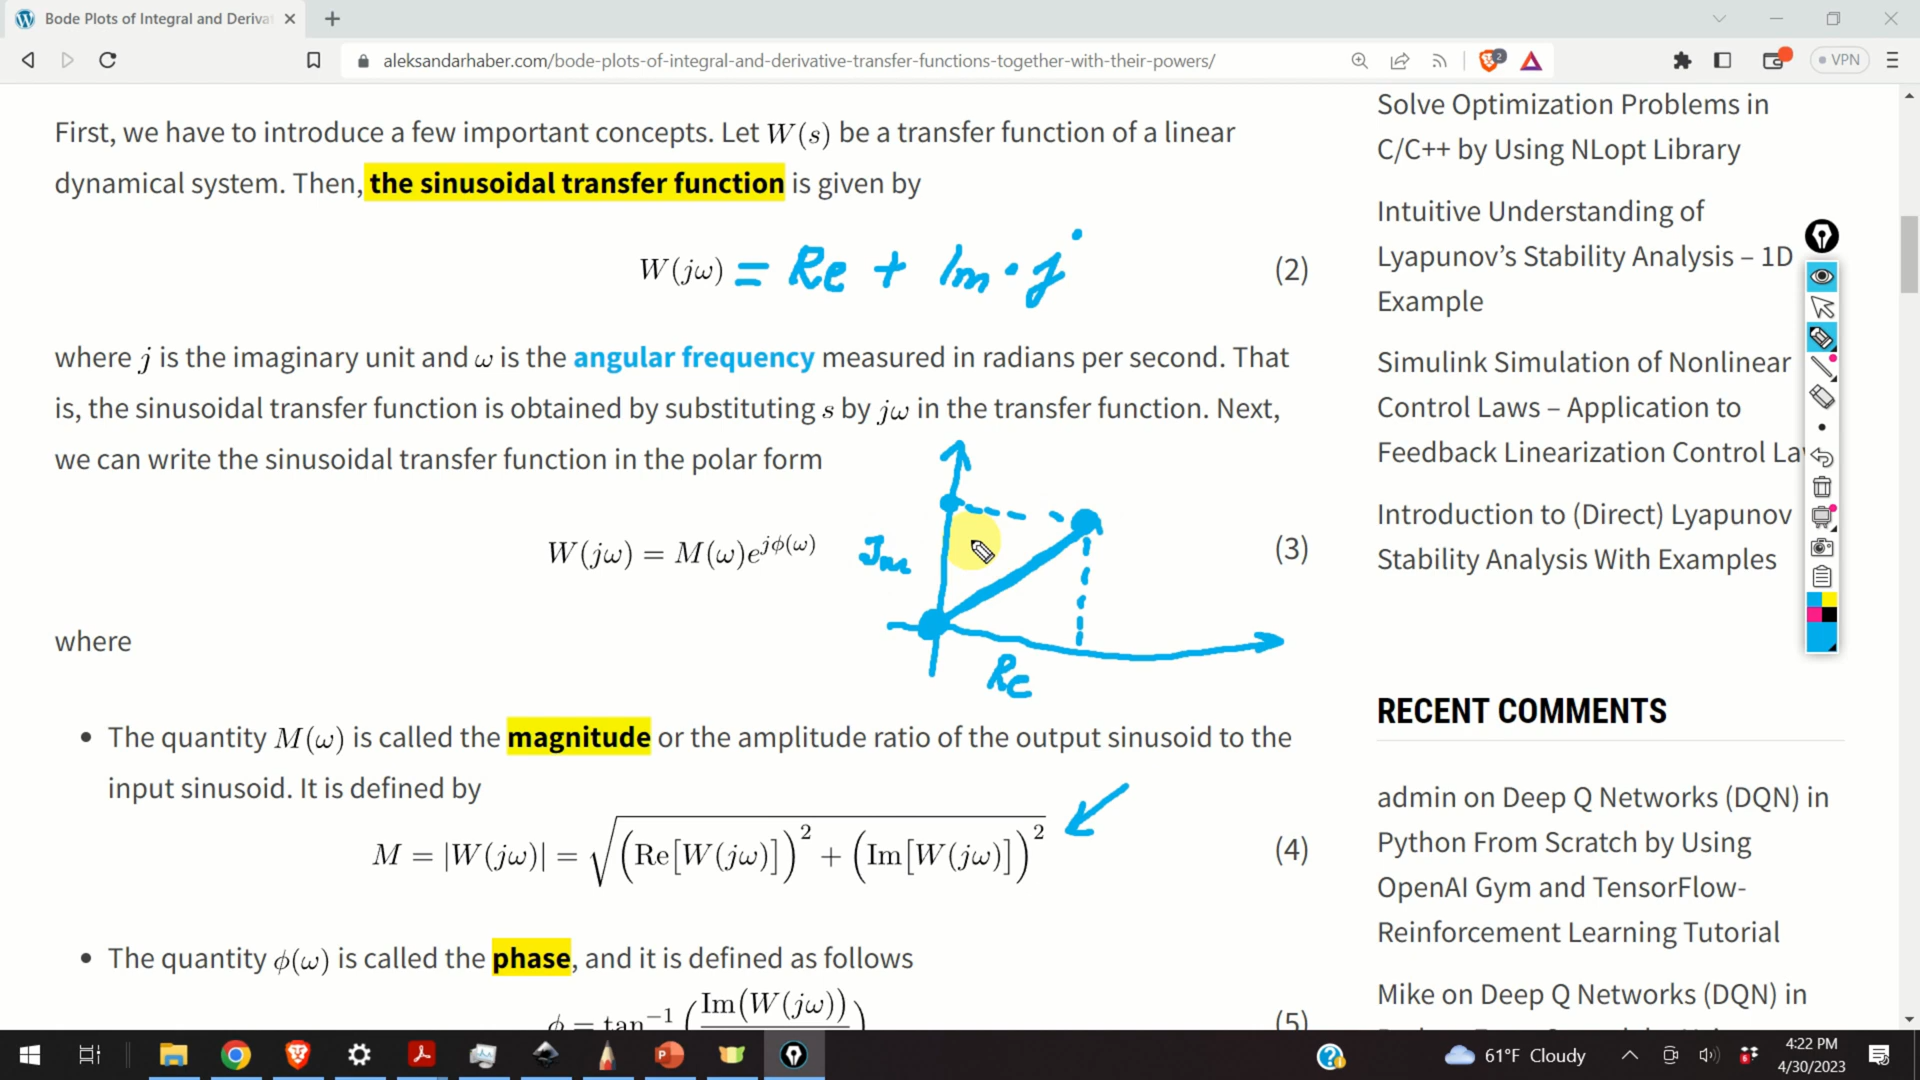 Bode Plots of Integral and Deriva
aleksandarhaber.com/bode-plots-of-integral-and-derivative-transfer-functions-together-with-their-powers/
2
VPN
First, we have to introduce a few important concepts. Let W(s) be a transfer function of a linear
dynamical system. Then, the sinusoidal transfer function is given by
W(jω) = Re + Im · j (2)
where j is the imaginary unit and ω is the angular frequency measured in radians per second. That
is, the sinusoidal transfer function is obtained by substituting s by jω in the transfer function. Next,
we can write the sinusoidal transfer function in the polar form
W(jω) = M(ω)e^{jφ(ω)} (3)
Im
Re
where
• The quantity M(ω) is called the magnitude or the amplitude ratio of the output sinusoid to the
input sinusoid. It is defined by
M = |W(jω)| = √((Re[W(jω)])² + (Im[W(jω)])²) (4)
• The quantity φ(ω) is called the phase, and it is defined as follows
φ = tan⁻¹ (Im(W(jω)) (5)
Solve Optimization Problems in
C/C++ by Using NLopt Library
Intuitive Understanding of
Lyapunov's Stability Analysis – 1D
Example
Simulink Simulation of Nonlinear
Control Laws – Application to
Feedback Linearization Control La
Introduction to (Direct) Lyapunov
Stability Analysis With Examples
RECENT COMMENTS
admin on Deep Q Networks (DQN) in
Python From Scratch by Using
OpenAI Gym and TensorFlow-
Reinforcement Learning Tutorial
Mike on Deep Q Networks (DQN) in
61°F Cloudy
4:22 PM
4/30/2023